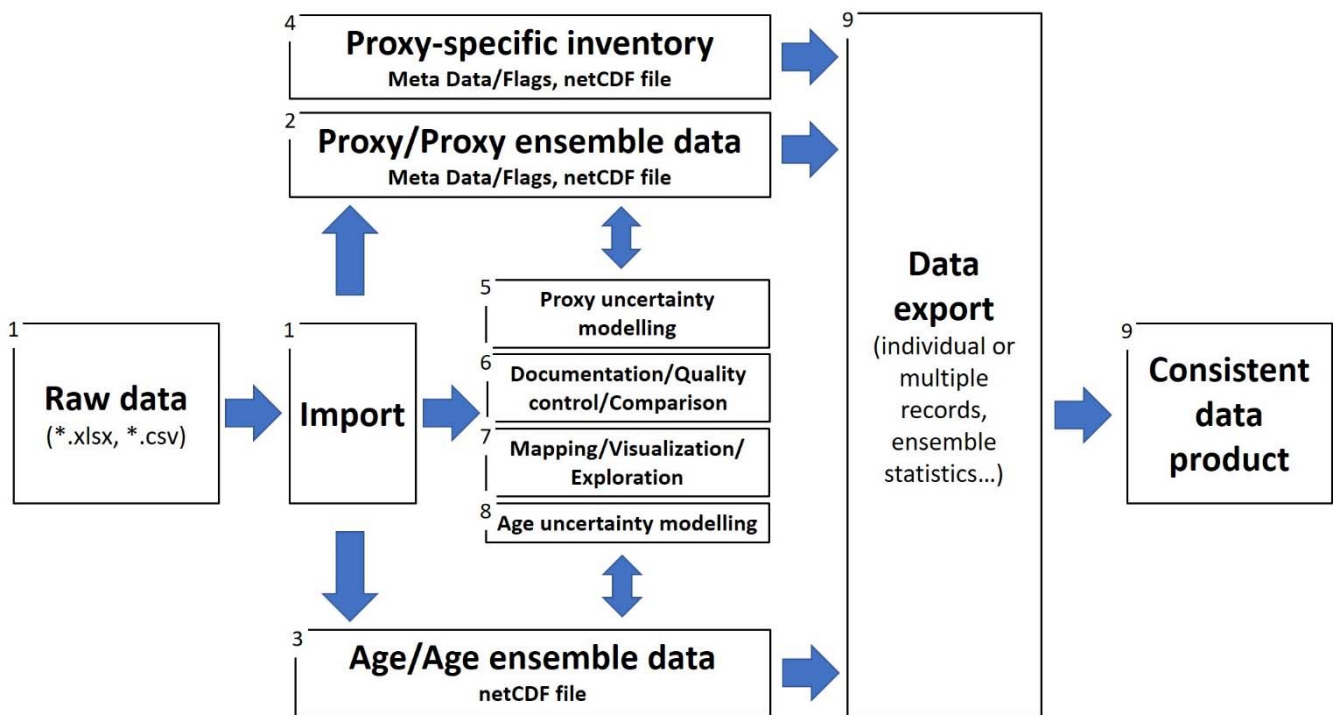 4
Proxy-specific inventory
Meta Data/Flags, netCDF file
2
Proxy/Proxy ensemble data
Meta Data/Flags, netCDF file
1
Raw data
(*.xlsx, *.csv)
1
Import
5
Proxy uncertainty
modelling
6
Documentation/Quality
control/Comparison
7
Mapping/Visualization/
Exploration
8
Age uncertainty modelling
3
Age/Age ensemble data
netCDF file
9
Data
export
(individual or
multiple
records,
ensemble
statistics...)
9
Consistent
data
product